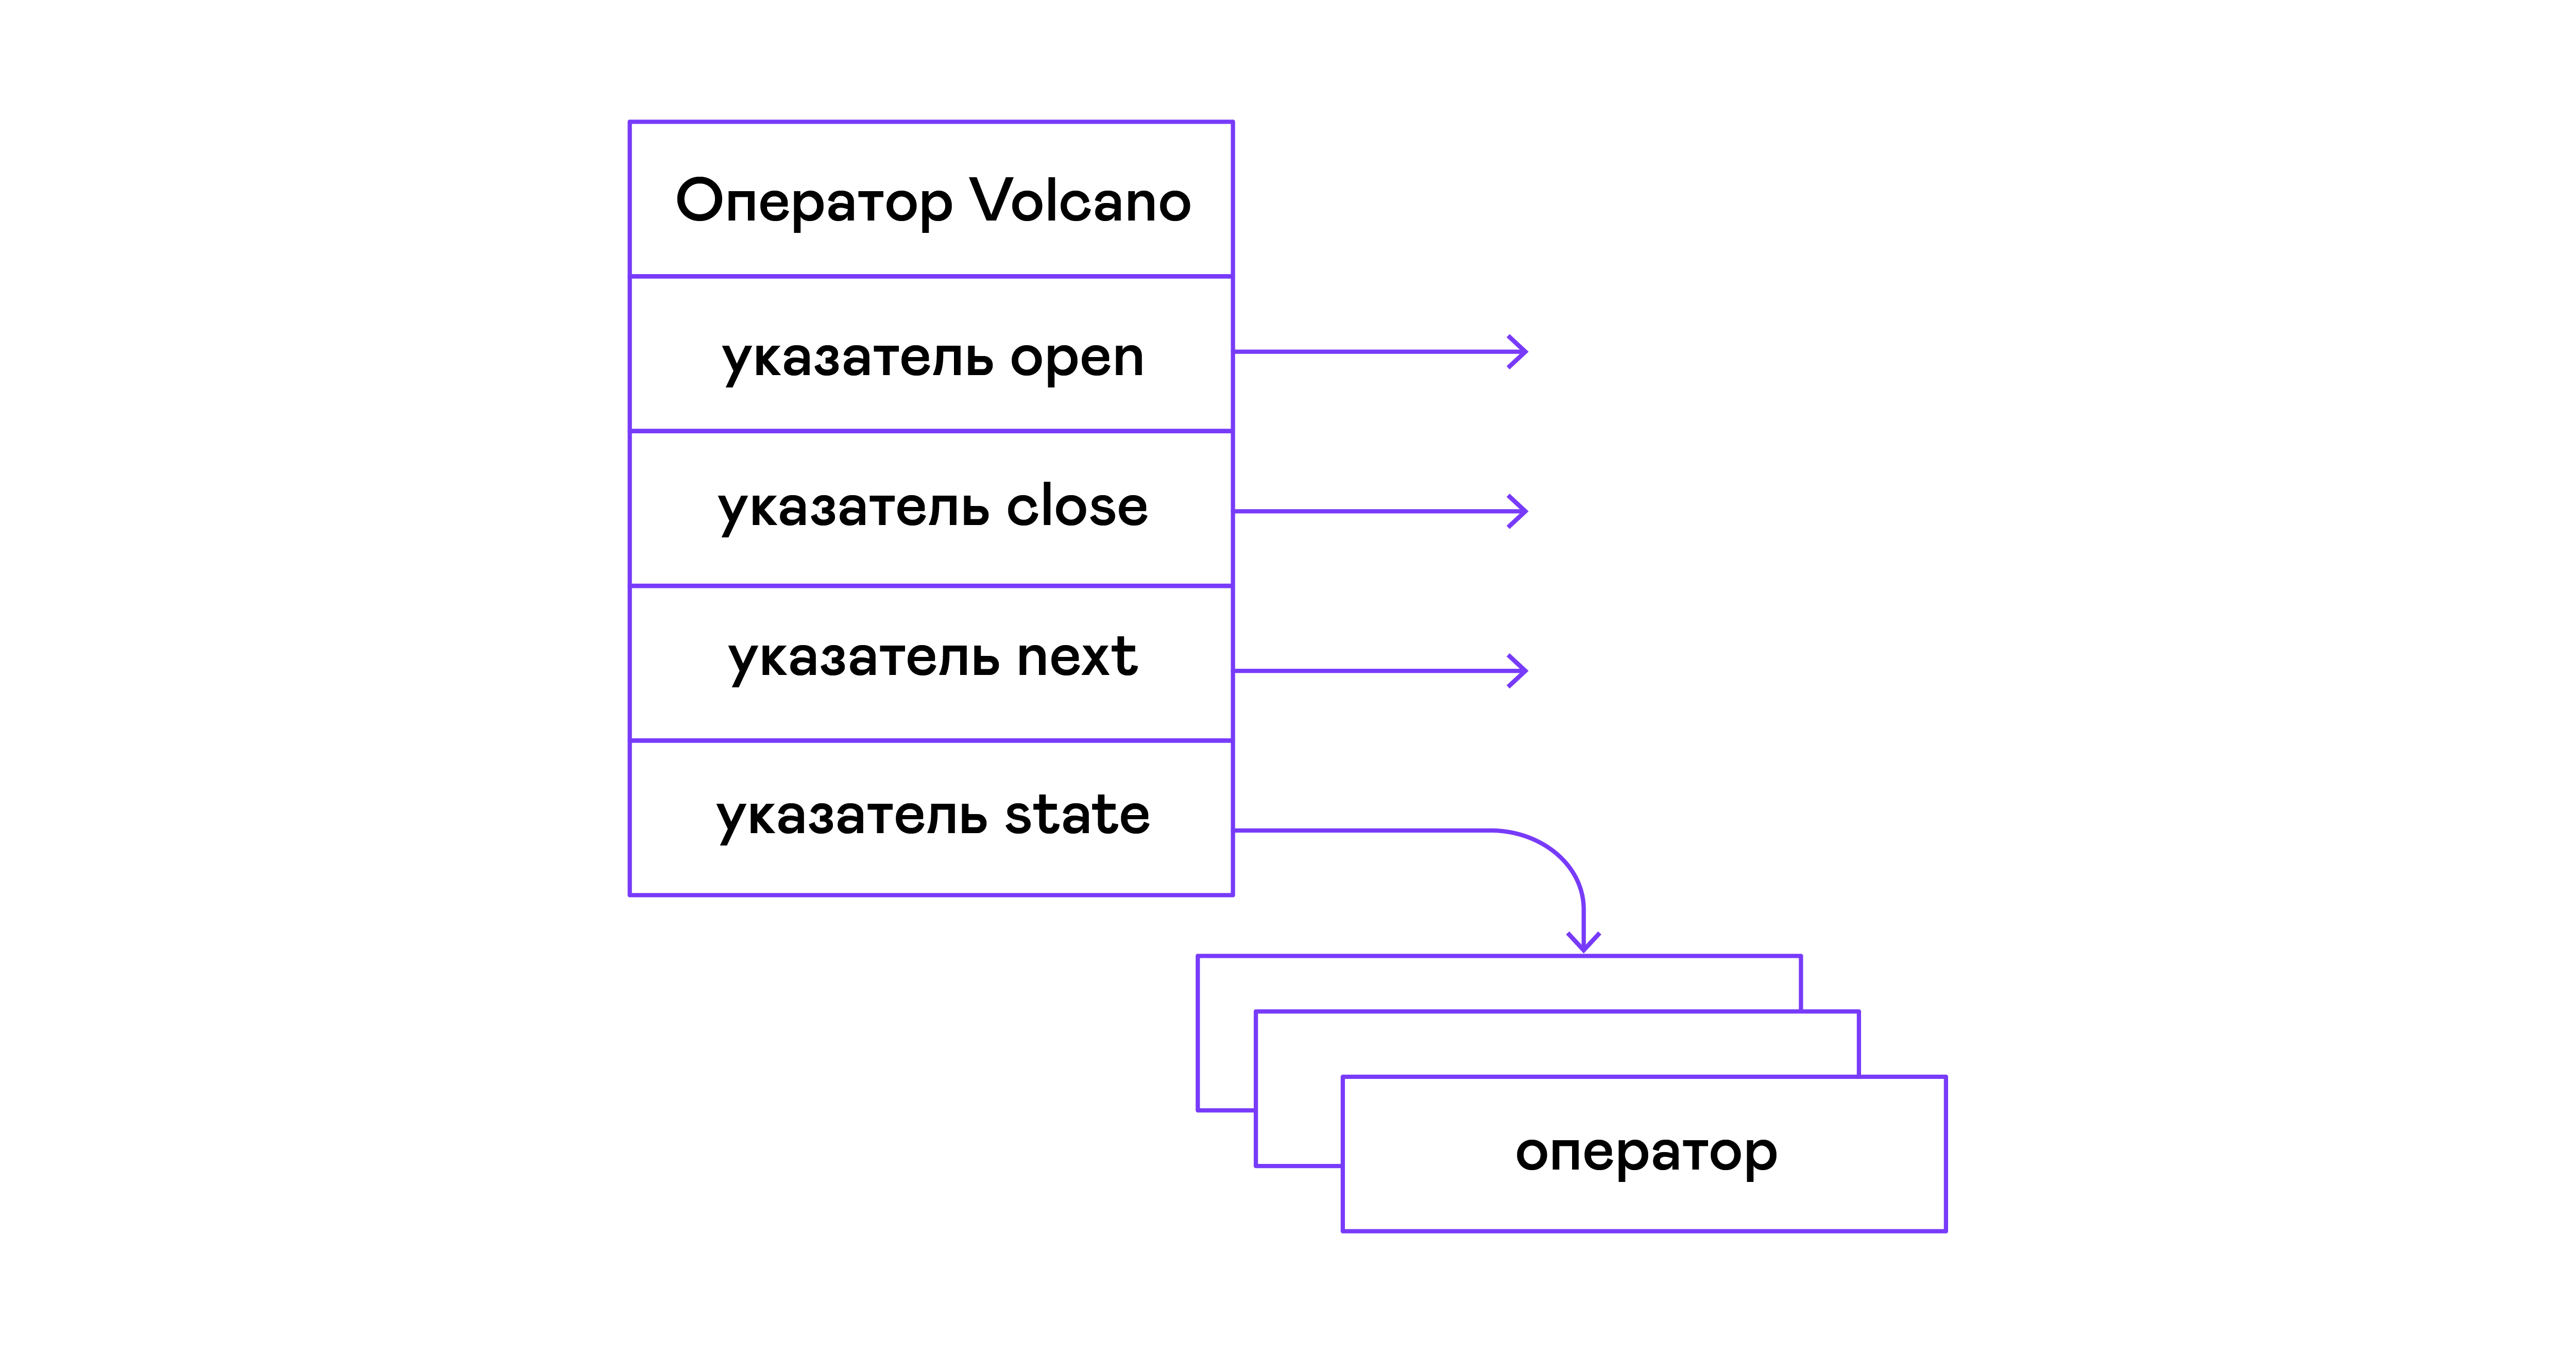 Оператор Volcano
указатель open
указатель close
указатель next
указатель state
оператор